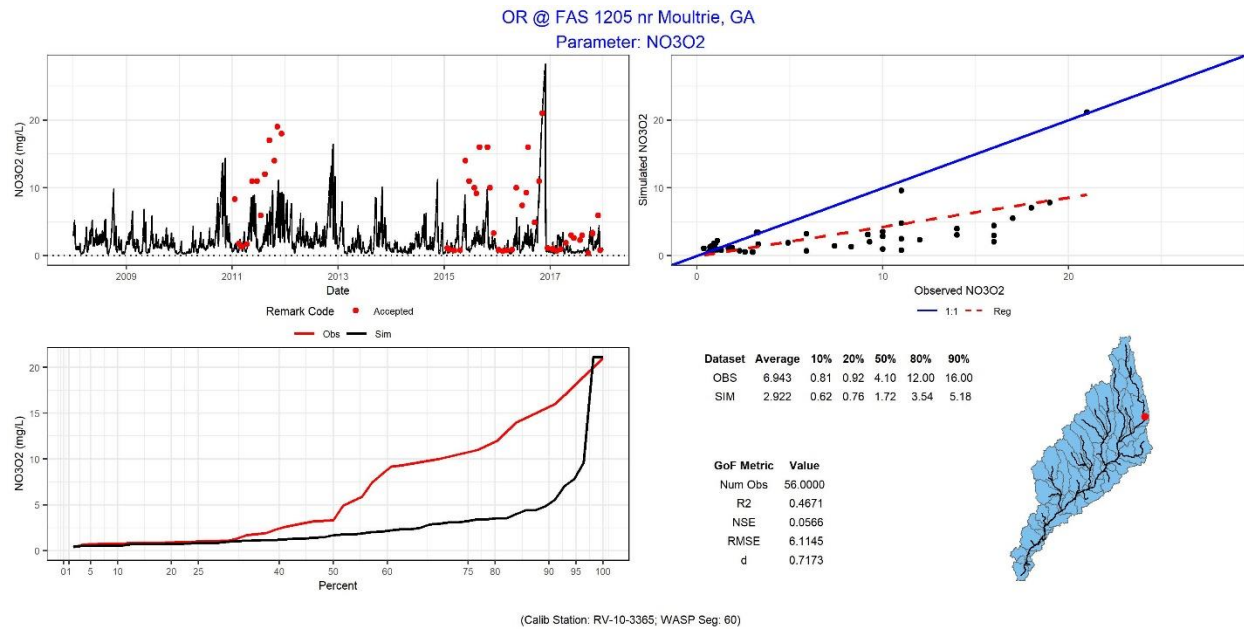 OR @ FAS 1205 nr Moultrie, GA
Parameter: NO3O2
NO3O2 (mg/L)
20
10
0
2009
2011
2013
2015
2017
Date
Remark Code
Accepted
Simulated NO3O2
20
10
0
0
10
20
Observed NO3O2
1:1
Reg
Obs
Sim
NO3O2 (mg/L)
20
15
10
5
0
0 1 5 10 20 25 40 50 60 75 80 90 95 100
Percent
Dataset Average 10% 20% 50% 80% 90%
OBS 6.943 0.81 0.92 4.10 12.00 16.00
SIM 2.922 0.62 0.76 1.72 3.54 5.18
GoF Metric Value
Num Obs 56.0000
R2 0.4671
NSE 0.0566
RMSE 6.1145
d 0.7173
(Calib Station: RV-10-3365; WASP Seg: 60)